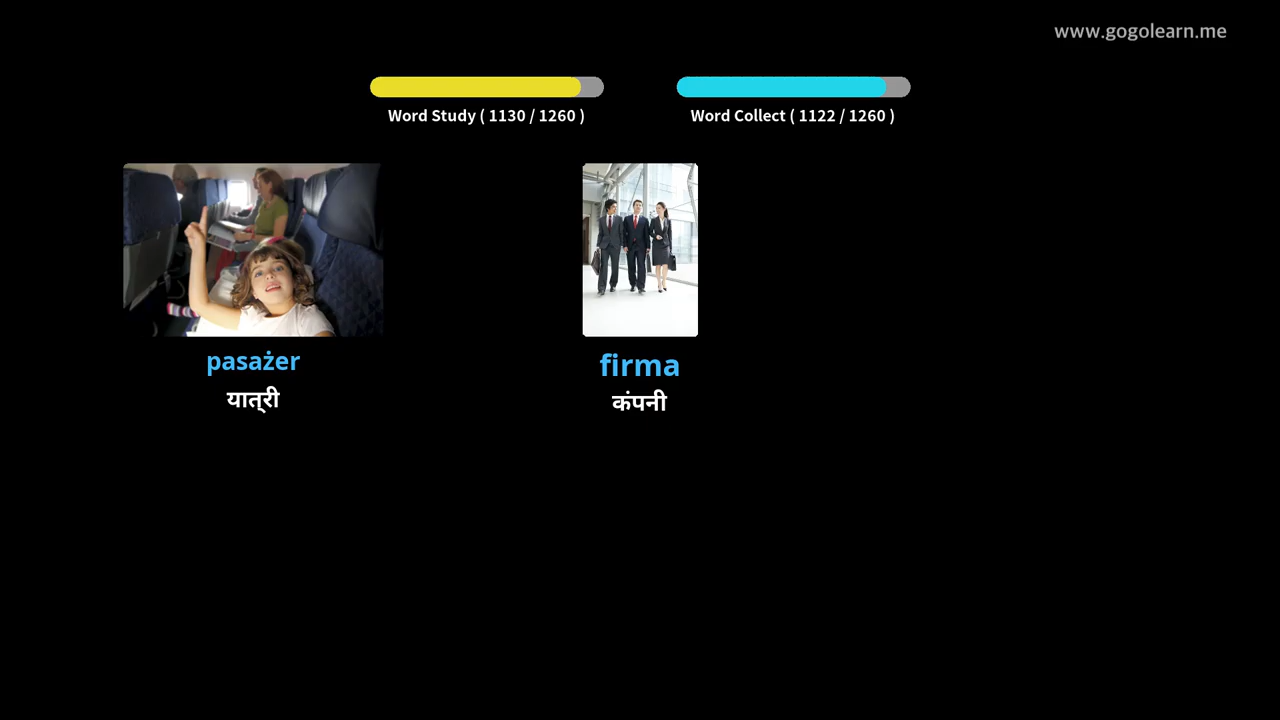 www.gogolearn.me
Word Study ( 1130 / 1260 )
Word Collect ( 1122 / 1260 )
pasażer
यात्री
firma
कंपनी